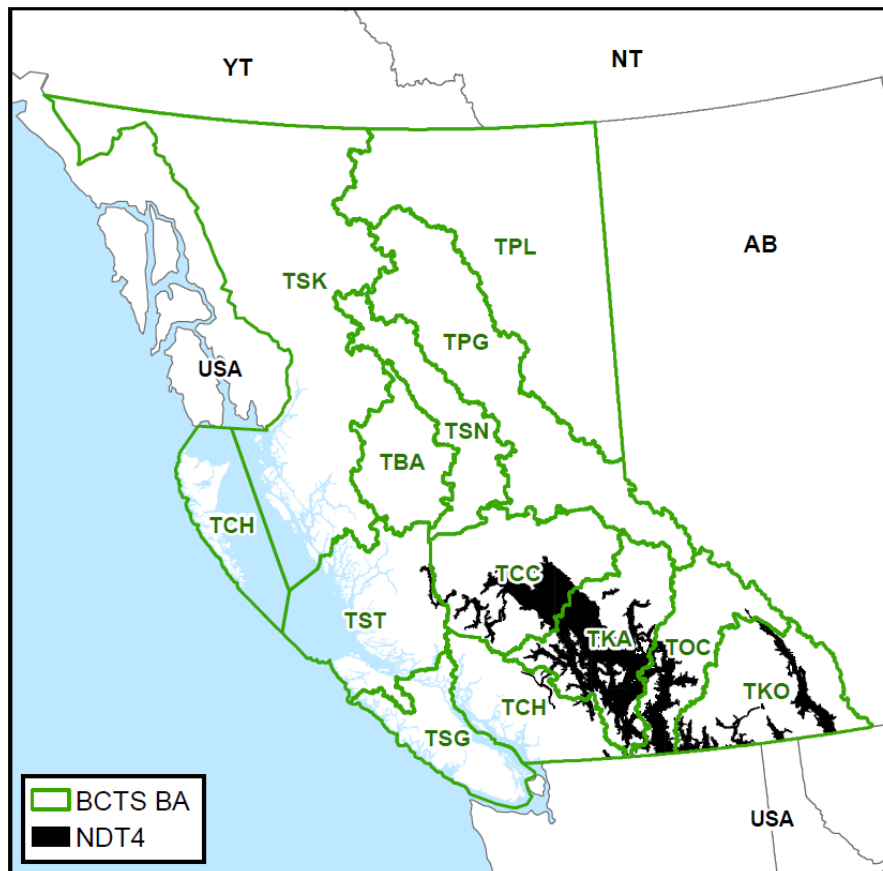 YT
NT
AB
TPL
TSK
TPG
USA
TSN
TBA
TCH
TCC
TST
TKA
TOC
TKO
TCH
TSG
BCTS BA
NDT4
USA